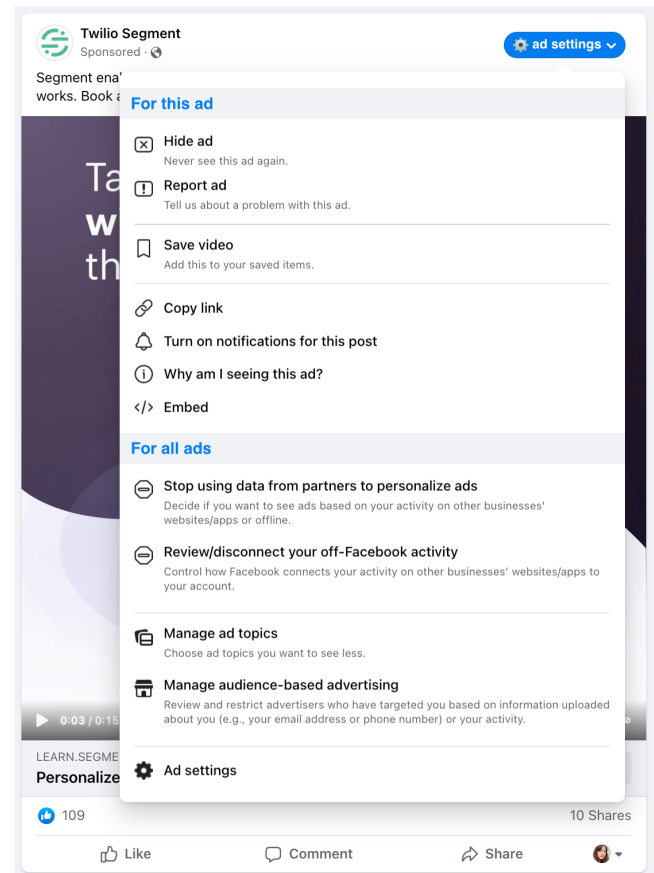 Twilio Segment
Sponsored ·
ad settings
Segment ena
works. Book a
For this ad
Hide ad
Never see this ad again.
Report ad
Tell us about a problem with this ad.
Save video
Add this to your saved items.
Copy link
Turn on notifications for this post
Why am I seeing this ad?
</> Embed
For all ads
Stop using data from partners to personalize ads
Decide if you want to see ads based on your activity on other businesses'
websites/apps or offline.
Review/disconnect your off-Facebook activity
Control how Facebook connects your activity on other businesses' websites/apps to
your account.
Manage ad topics
Choose ad topics you want to see less.
Manage audience-based advertising
Review and restrict advertisers who have targeted you based on information uploaded
about you (e.g., your email address or phone number) or your activity.
Ad settings
Ta
w
th
0:03 / 0:15
LEARN.SEGME
Personalize
109
10 Shares
Like
Comment
Share